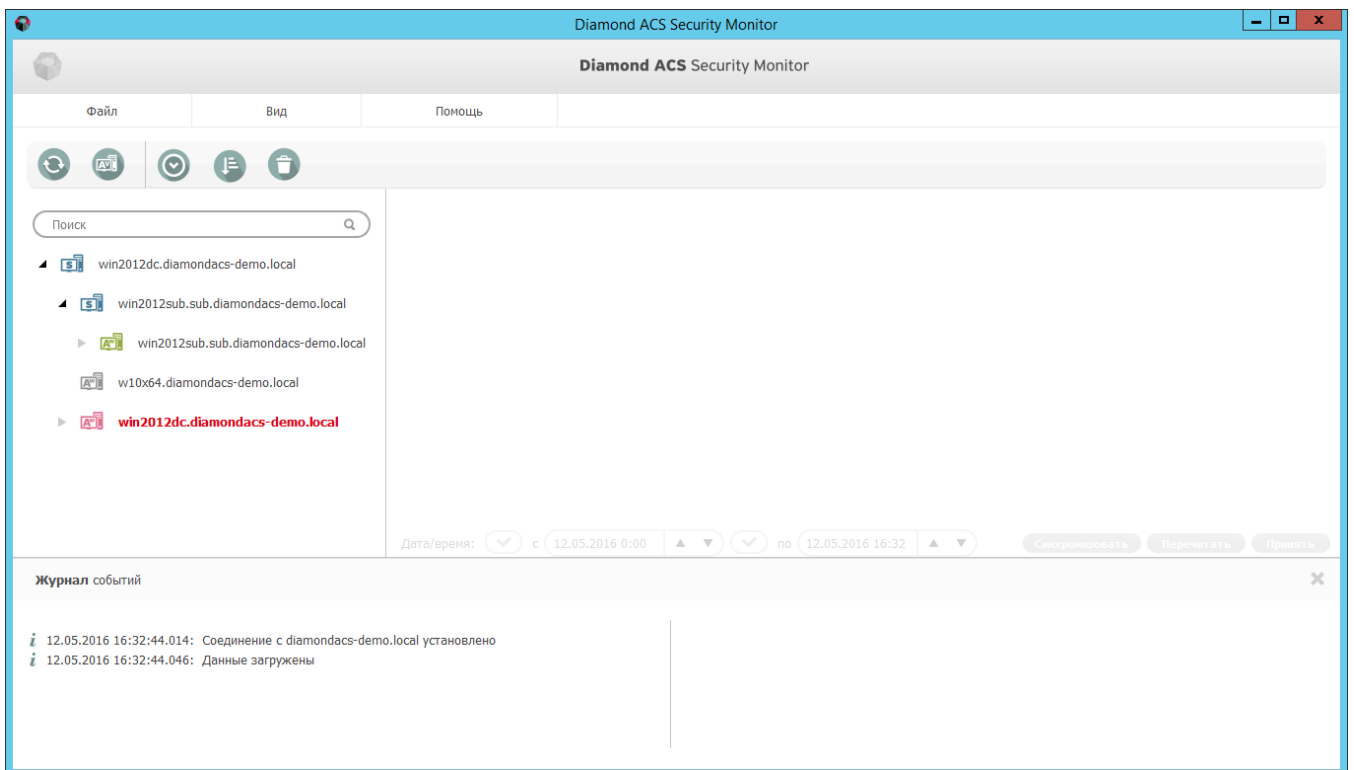 Diamond ACS Security Monitor
Diamond ACS Security Monitor
Файл Вид Помощь
Поиск
win2012dc.diamondacs-demo.local
win2012sub.sub.diamondacs-demo.local
win2012sub.sub.diamondacs-demo.local
w10x64.diamondacs-demo.local
win2012dc.diamondacs-demo.local
Дата/время: с 12.05.2016 0:00 по 12.05.2016 16:32 Синхронизовать Перечитать Принять
Журнал событий
12.05.2016 16:32:44.014: Соединение с diamondacs-demo.local установлено
12.05.2016 16:32:44.046: Данные загружены